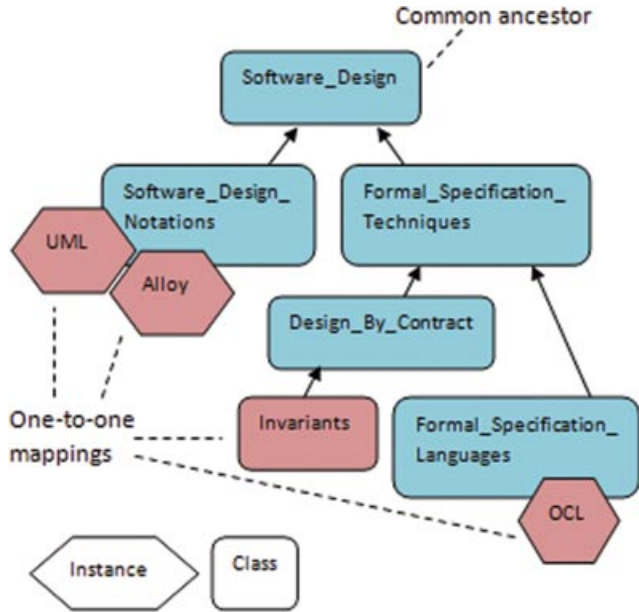 Common ancestor
Software_Design
Software_Design_
Notations
Formal_Specification_
Techniques
UML
Alloy
Design_By_Contract
One-to-one
mappings
Invariants
Formal_Specification_
Languages
OCL
Instance
Class